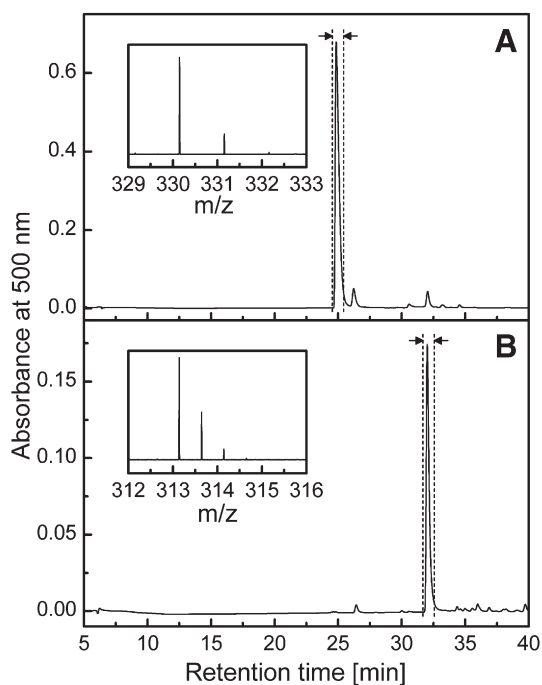 A
0.6
0.4
0.2
0.0
329 330 331 332 333
m/z
Absorbance at 500 nm
B
0.15
0.10
0.05
0.00
312 313 314 315 316
m/z
5 10 15 20 25 30 35 40
Retention time [min]